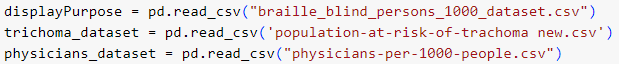 displayPurpose = pd.read_csv("braille_blind_persons_1000_dataset.csv")
trichoma_dataset = pd.read_csv('population-at-risk-of-trachoma new.csv')
physicians_dataset = pd.read_csv("physicians-per-1000-people.csv")